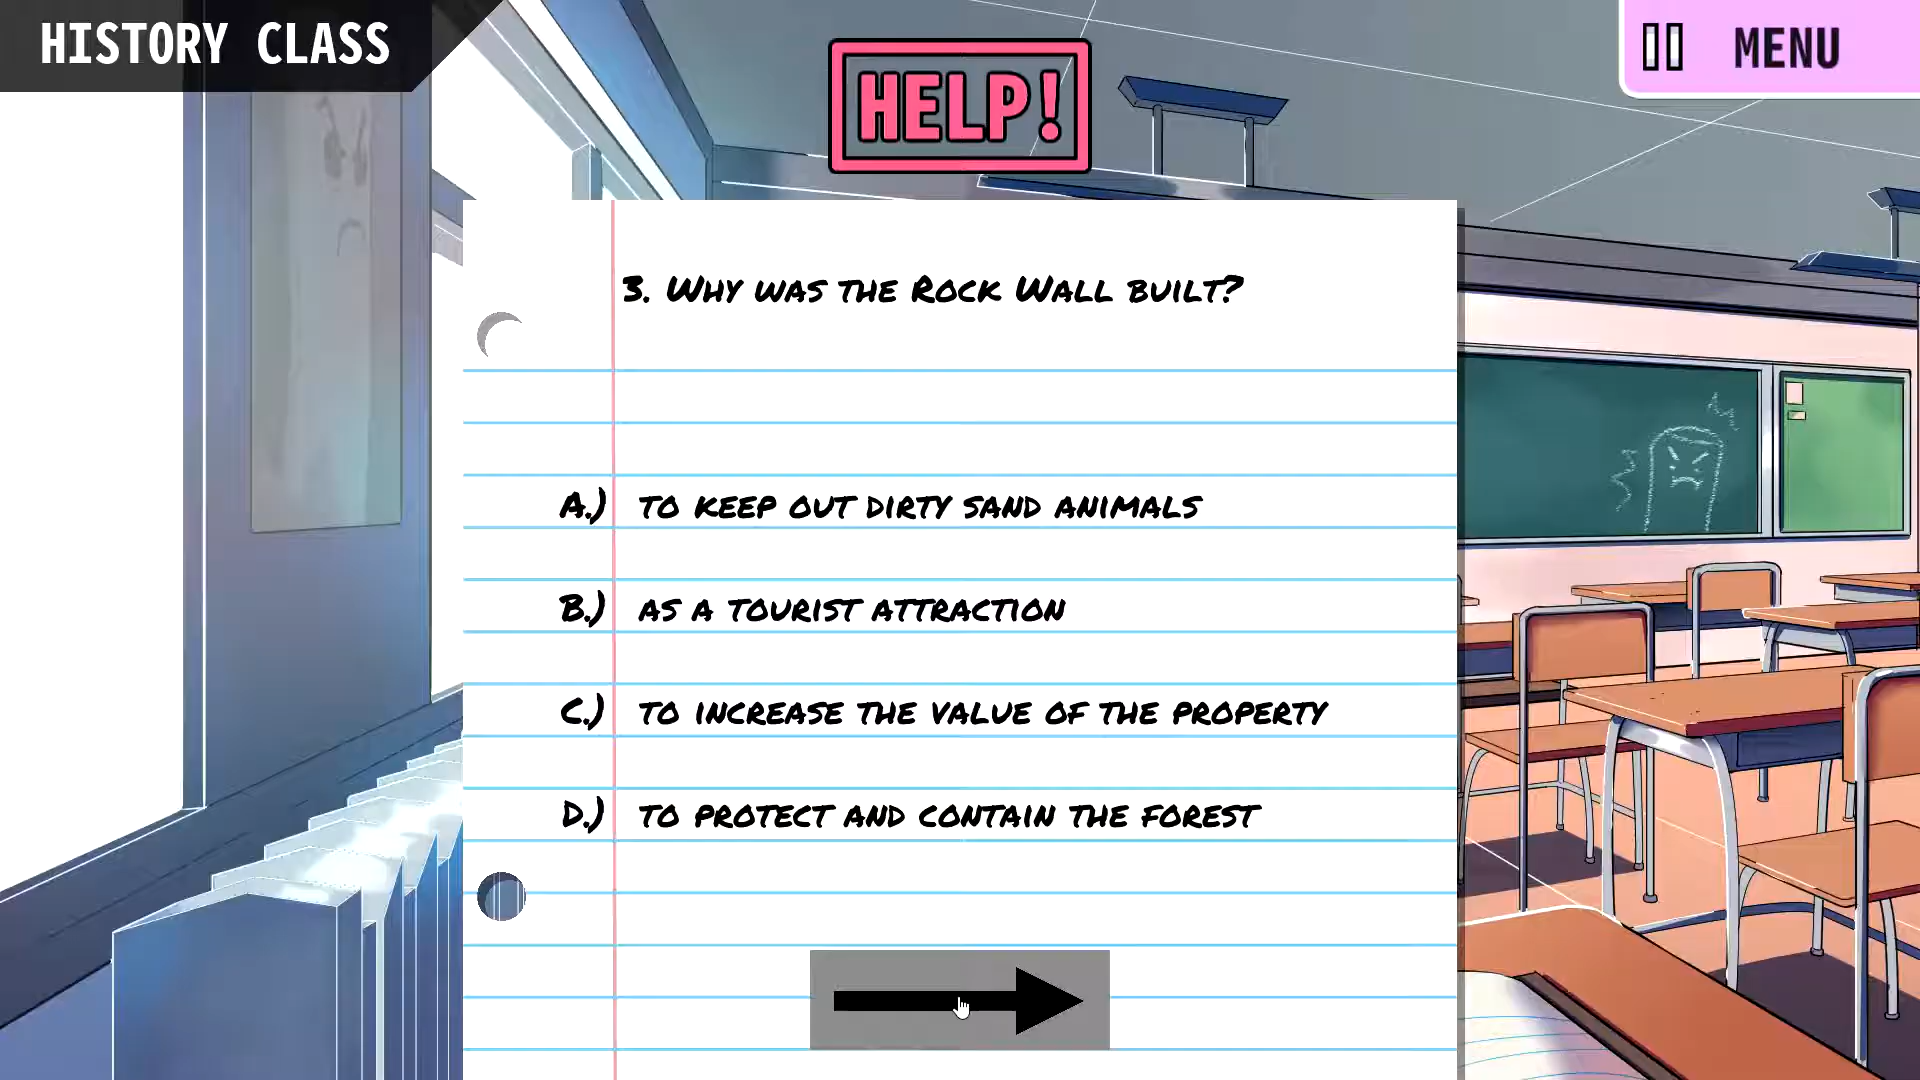 HISTORY CLASS
HELP!
MENU
3. WHY WAS THE ROCK WALL BUILT?
A.) TO KEEP OUT DIRTY SAND ANIMALS
B.) AS A TOURIST ATTRACTION
C.) TO INCREASE THE VALUE OF THE PROPERTY
D.) TO PROTECT AND CONTAIN THE FOREST